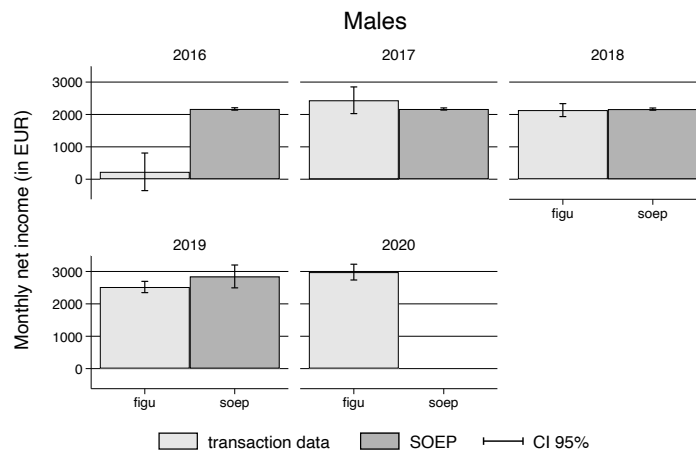 Males
2016 2017 2018
3000
2000
1000
0
figu soep
2019 2020
3000
2000
1000
0
figu soep figu soep
Monthly net income (in EUR)
transaction data SOEP CI 95%